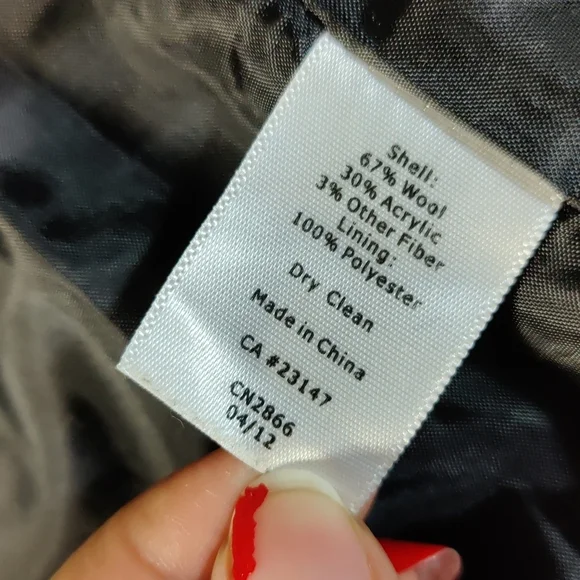 Shell:
67% Wool
30% Acrylic
3% Other Fiber
Lining:
100% Polyester
Dry Clean
Made in China
CA #23147
CN2866
04/12